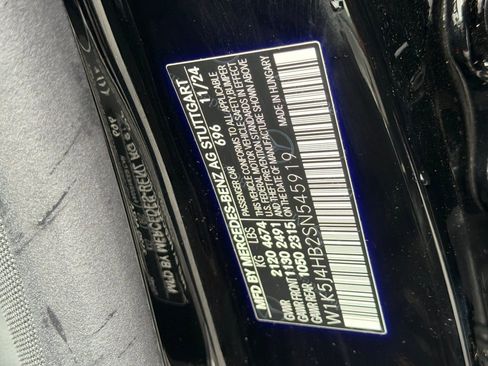 MFD BY MERCEDES-BENZ AG STUTTGART
696 11/24
PASSENGER CAR
THIS VEHICLE CONFORMS TO ALL APPLICABLE
U.S. FEDERAL MOTOR VEHICLE SAFETY BUMPER
AND THEFT PREVENTION STANDARDS IN EFFECT
ON THE DATE OF MANUFACTURE SHOWN ABOVE
KG LBS
GVWR 2120 4674
GAWR FRONT 1130 2491
GAWR REAR 1050 2315
MADE IN HUNGARY
W1K5J4HB2SN545919